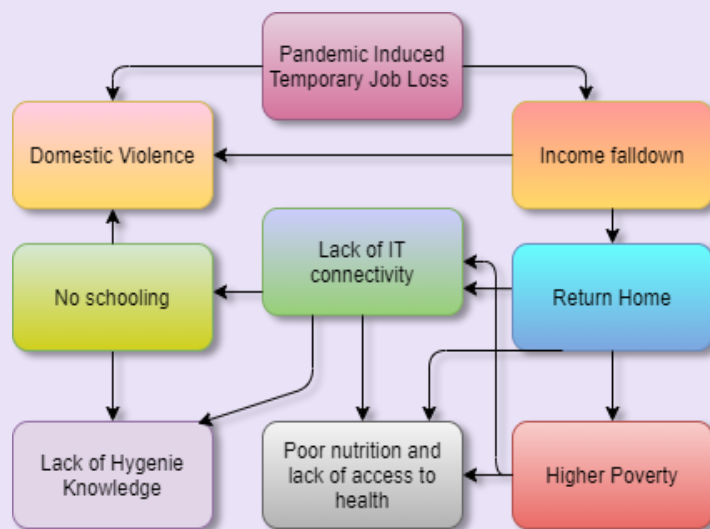 Pandemic Induced
Temporary Job Loss
Domestic Violence
Income falldown
Lack of IT
connectivity
No schooling
Return Home
Lack of Hygenie
Knowledge
Poor nutrition and
lack of access to
health
Higher Poverty